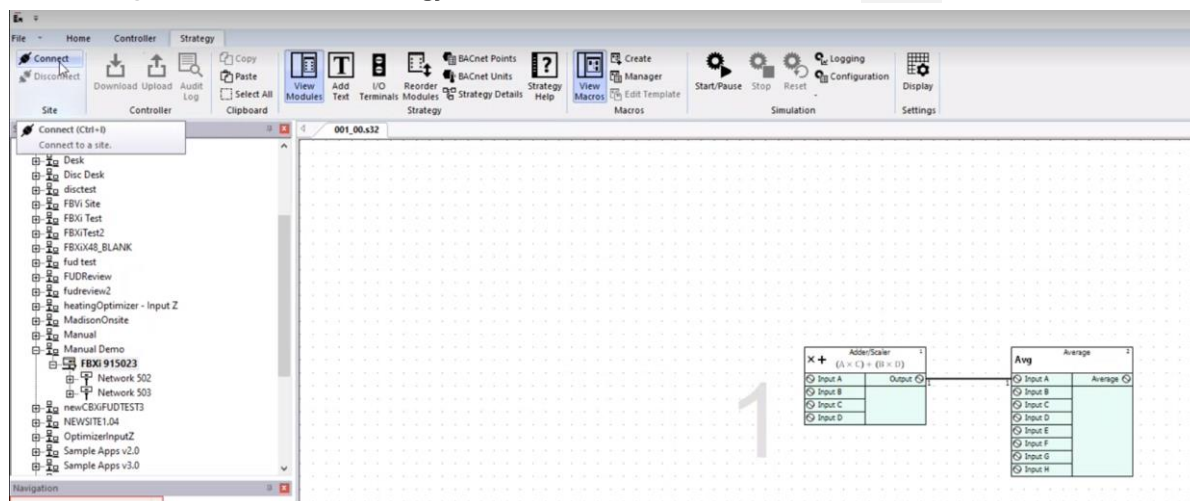 En
File Home Controller Strategy
Connect
Disconnect
Site
Download Upload Audit Log
Controller
Copy
Paste
Select All
Clipboard
View Modules
Add Text
I/O Terminals
Reorder Modules
BACnet Points
BACnet Units
Strategy Details
Strategy Help
Strategy
View Macros
Create
Manager
Edit Template
Macros
Start/Pause Stop Reset
Logging
Configuration
Simulation
Display
Settings
Connect (Ctrl+I)
Connect to a site.
Desk
Disc Desk
disctest
FBVi Site
FBXi Test
FBXiTest2
FBXiX48_BLANK
fud test
FUDReview
fudreview2
heatingOptimizer - Input Z
MadisonOnsite
Manual
Manual Demo
FBXi 915023
Network 502
Network 503
newCBXiFUDTEST3
NEWSITE1.04
OptimizerInputZ
Sample Apps v2.0
Sample Apps v3.0
Navigation
001_00.s32
1
Adder/Scaler 1
×+ (A × C) + (B × D)
Input A Output
Input B
Input C
Input D
1 1
Average 2
Avg
Input A Average
Input B
Input C
Input D
Input E
Input F
Input G
Input H